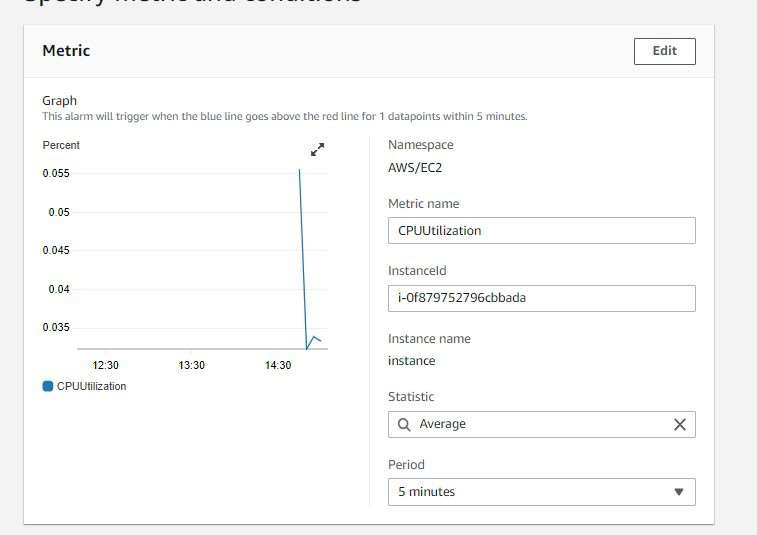 Specify metric and conditions
Metric
Edit
Graph
This alarm will trigger when the blue line goes above the red line for 1 datapoints within 5 minutes.
Percent
0.055
0.05
0.045
0.04
0.035
12:30 13:30 14:30
CPUUtilization
Namespace
AWS/EC2
Metric name
CPUUtilization
InstanceId
i-0f879752796cbbada
Instance name
instance
Statistic
Average
Period
5 minutes